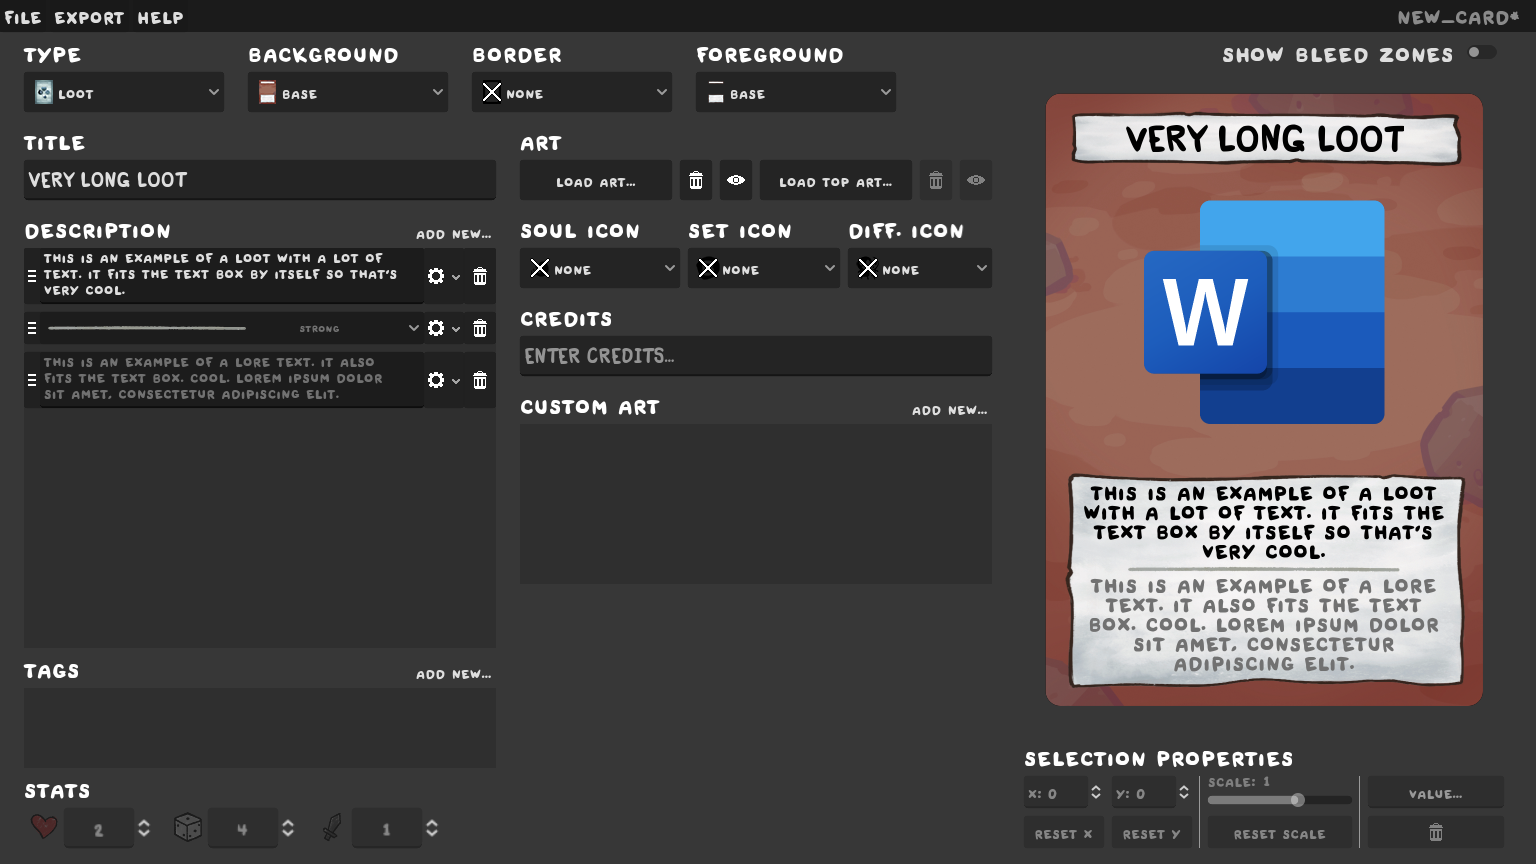 FILE EXPORT HELP
NEW_CARD*
TYPE
LOOT
BACKGROUND
BASE
BORDER
NONE
FOREGROUND
BASE
SHOW BLEED ZONES
TITLE
VERY LONG LOOT
ART
LOAD ART...
LOAD TOP ART...
DESCRIPTION
ADD NEW...
THIS IS AN EXAMPLE OF A LOOT WITH A LOT OF
TEXT. IT FITS THE TEXT BOX BY ITSELF SO THAT'S
VERY COOL.
STRONG
THIS IS AN EXAMPLE OF A LORE TEXT. IT ALSO
FITS THE TEXT BOX. COOL. LOREM IPSUM DOLOR
SIT AMET, CONSECTETUR ADIPISCING ELIT.
SOUL ICON
NONE
SET ICON
NONE
DIFF. ICON
NONE
CREDITS
ENTER CREDITS...
CUSTOM ART
ADD NEW...
TAGS
ADD NEW...
STATS
2
4
1
VERY LONG LOOT
W
THIS IS AN EXAMPLE OF A LOOT
WITH A LOT OF TEXT. IT FITS THE
TEXT BOX BY ITSELF SO THAT'S
VERY COOL.
THIS IS AN EXAMPLE OF A LORE
TEXT. IT ALSO FITS THE TEXT
BOX. COOL. LOREM IPSUM DOLOR
SIT AMET, CONSECTETUR
ADIPISCING ELIT.
SELECTION PROPERTIES
X: 0
Y: 0
SCALE: 1
VALUE...
RESET X
RESET Y
RESET SCALE